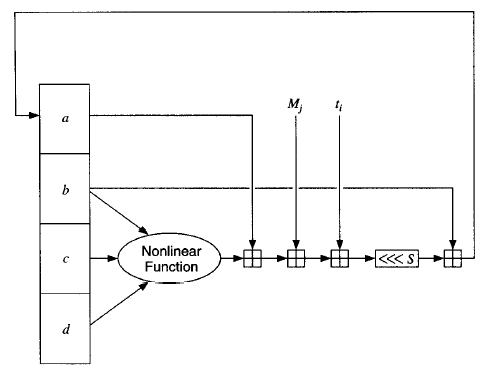 a
M_j
t_i
b
c
Nonlinear
Function
<<< s
d